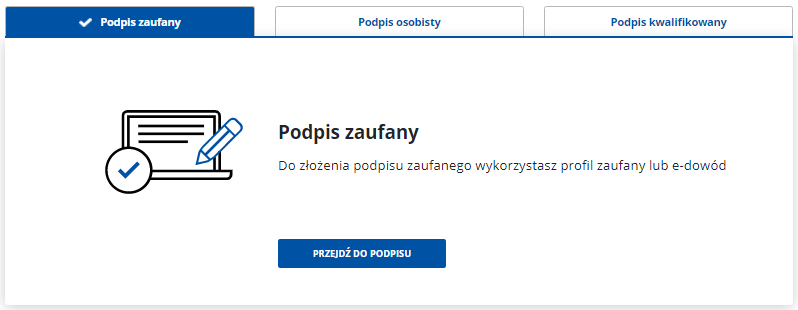 Podpis zaufany
Podpis osobisty
Podpis kwalifikowany
Podpis zaufany
Do złożenia podpisu zaufanego wykorzystasz profil zaufany lub e-dowód
PRZEJDŹ DO PODPISU